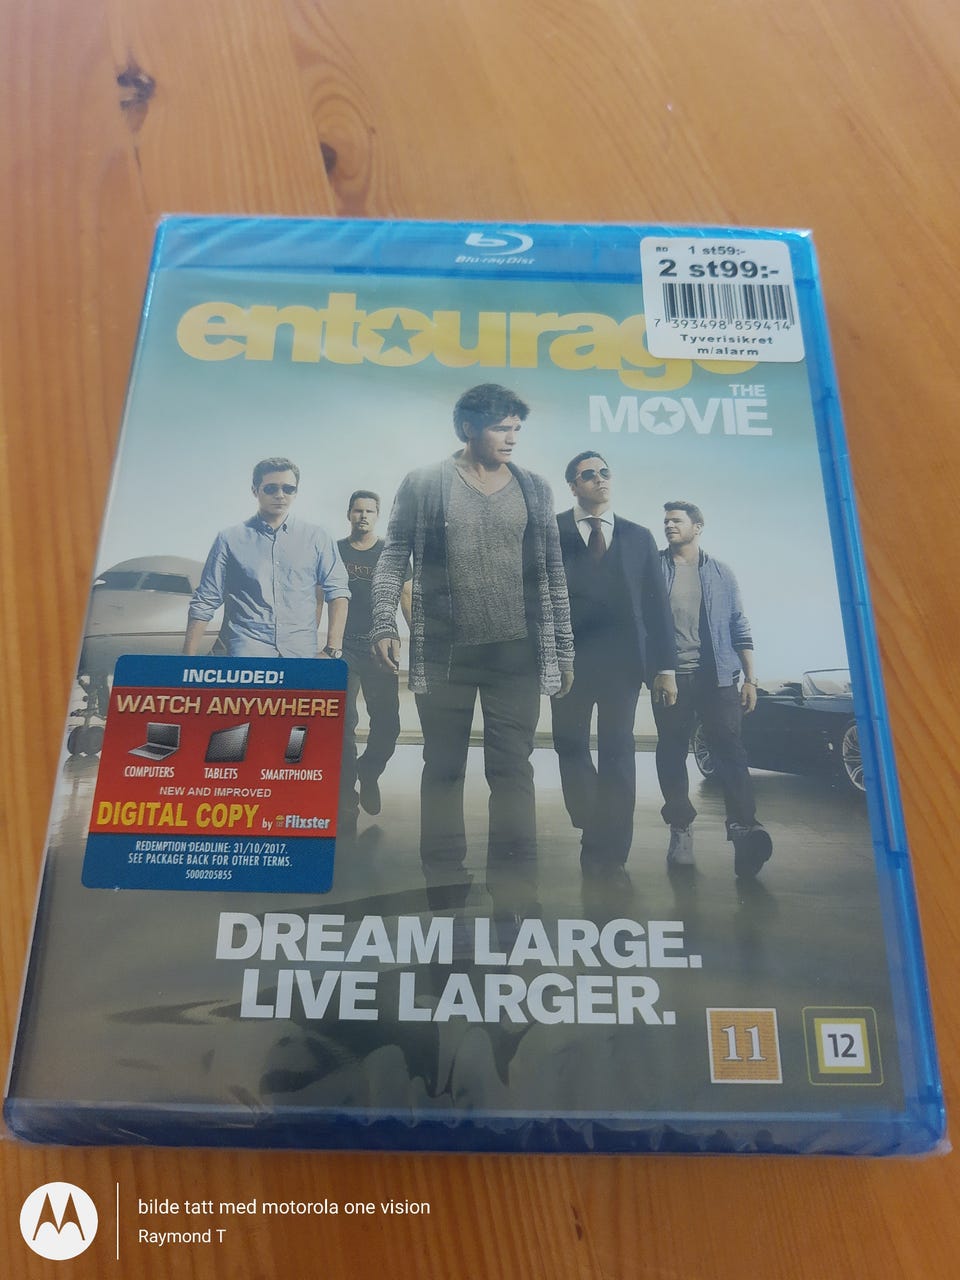 Blu-ray Disc
BD 1 st59:-
2 st99:-
7 393498 859414
Tyverisikret
m/alarm
entourage
THE
MOVIE
INCLUDED!
WATCH ANYWHERE
COMPUTERS TABLETS SMARTPHONES
NEW AND IMPROVED
DIGITAL COPY by Flixster
REDEMPTION DEADLINE: 31/10/2017.
SEE PACKAGE BACK FOR OTHER TERMS.
5000205855
DREAM LARGE.
LIVE LARGER.
11
12
bilde tatt med motorola one vision
Raymond T